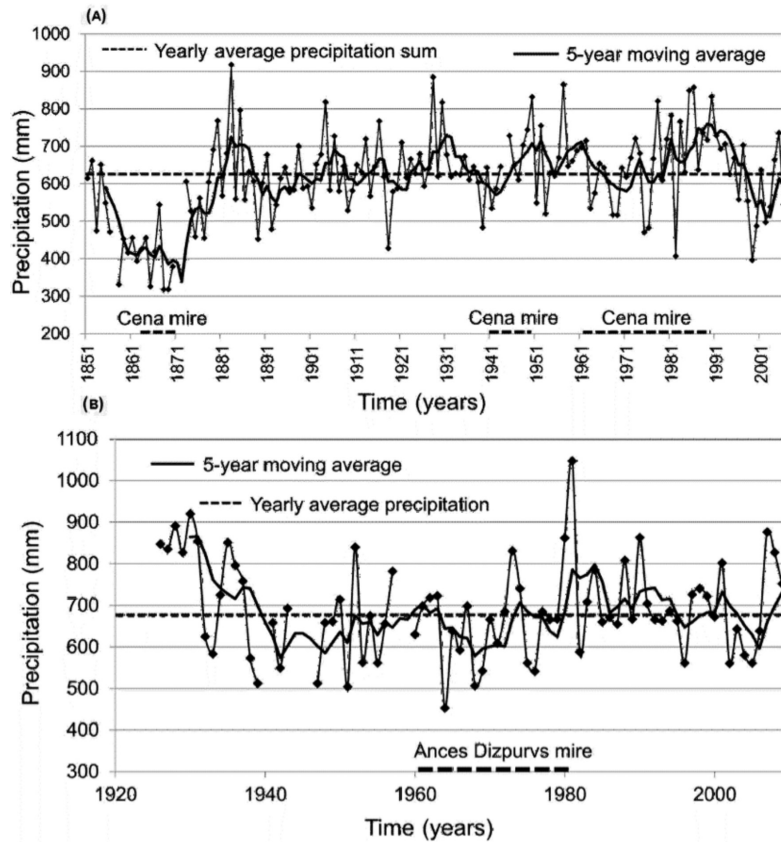 (A)
1000
Yearly average precipitation sum
5-year moving average
900
800
700
600
500
400
300
200
Precipitation (mm)
Cena mire
Cena mire
Cena mire
1851
1861
1871
1881
1891
1901
1911
1921
1931
1941
1951
1961
1971
1981
1991
2001
Time (years)
(B)
1100
5-year moving average
1000
Yearly average precipitation
900
800
700
600
500
400
300
Precipitation (mm)
Ances Dizpurvs mire
1920
1940
1960
1980
2000
Time (years)